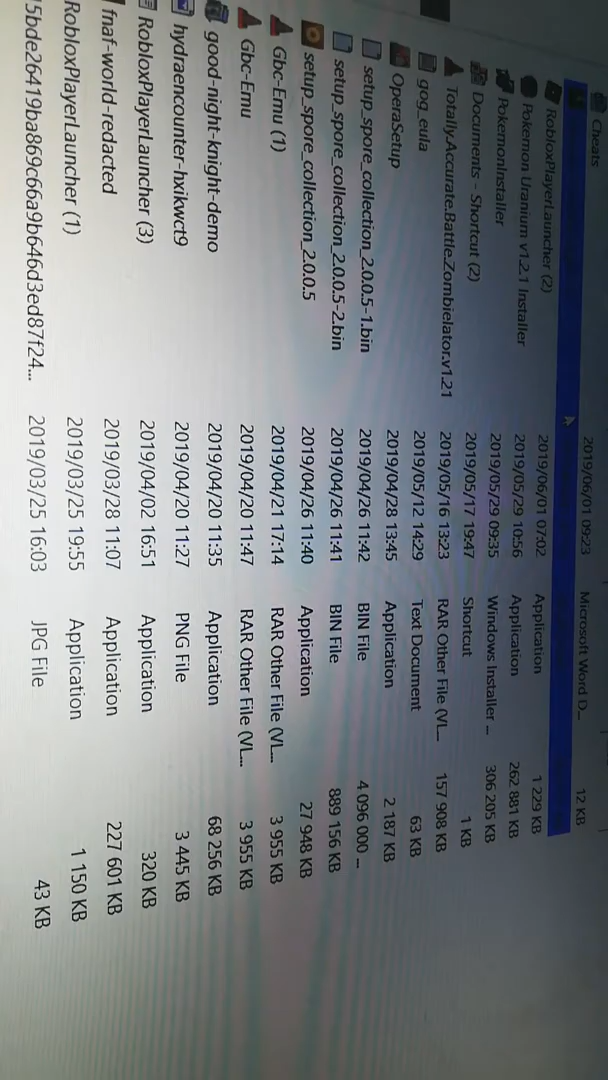 Cheats 2019/06/01 09:23 Microsoft Word D... 12 KB
RobloxPlayerLauncher (2) 2019/06/01 07:02 Application 1 229 KB
Pokemon Uranium v1.2.1 Installer 2019/05/29 10:56 Application 262 881 KB
PokemonInstaller 2019/05/29 09:35 Windows Installer ... 306 205 KB
Documents - Shortcut (2) 2019/05/17 19:47 Shortcut 1 KB
Totally.Accurate.Battle.Zombielator.v1.21 2019/05/16 13:23 RAR Other File (VL... 157 908 KB
gog_eula 2019/05/12 14:29 Text Document 63 KB
OperaSetup 2019/04/28 13:45 Application 2 187 KB
setup_spore_collection_2.0.0.5-1.bin 2019/04/26 11:42 BIN File 4 096 000 ...
setup_spore_collection_2.0.0.5-2.bin 2019/04/26 11:41 BIN File 889 156 KB
setup_spore_collection_2.0.0.5 2019/04/26 11:40 Application 27 948 KB
Gbc-Emu (1) 2019/04/21 17:14 RAR Other File (VL... 3 955 KB
Gbc-Emu 2019/04/20 11:47 RAR Other File (VL... 3 955 KB
good-night-knight-demo 2019/04/20 11:35 Application 68 256 KB
hydraencounter-hxikwct9 2019/04/20 11:27 PNG File 3 445 KB
RobloxPlayerLauncher (3) 2019/04/02 16:51 Application 320 KB
fnaf-world-redacted 2019/03/28 11:07 Application 227 601 KB
RobloxPlayerLauncher (1) 2019/03/25 19:55 Application 1 150 KB
5bde26419ba869c66a9b646d3ed87f24... 2019/03/25 16:03 JPG File 43 KB